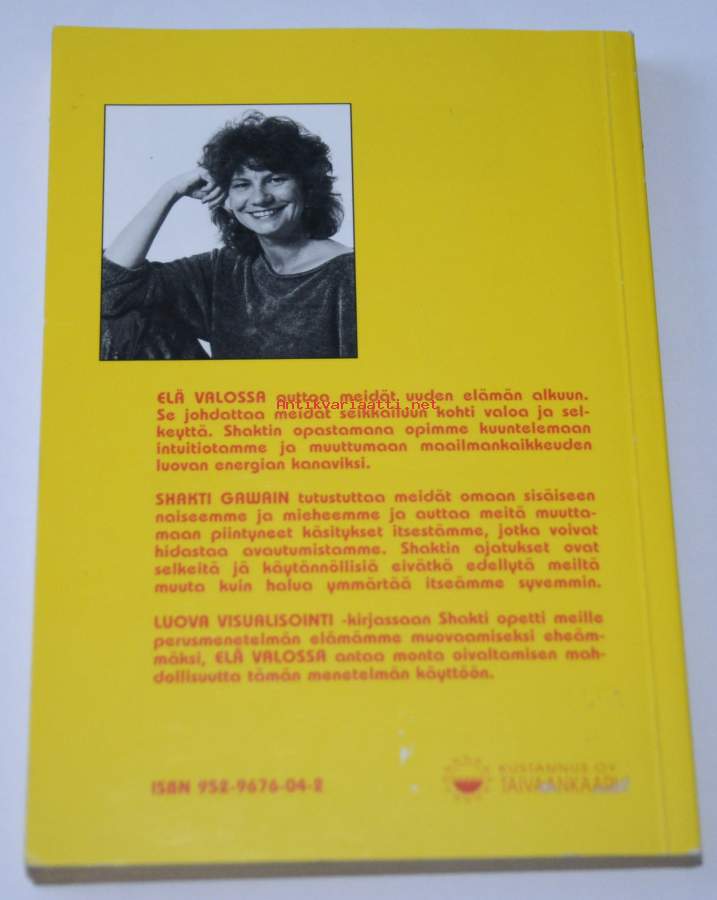 ELÄ VALOSSA auttaa meidät uuden elämän alkuun.
Antikvariaatti.net
Se johdattaa meidät seikkailuun kohti valoa ja sel-
keyttä. Shaktin opastamana opimme kuuntelemaan
intuitiotamme ja muuttumaan maailmankaikkeuden
luovan energian kanaviksi.
SHAKTI GAWAIN tutustuttaa meidät omaan sisäiseen
naiseemme ja mieheemme ja auttaa meitä muutta-
maan piintyneet käsitykset itsestämme, jotka voivat
hidastaa avautumistamme. Shaktin ajatukset ovat
selkeitä jä käytännöllisiä eivätkä edellytä meiltä
muuta kuin halua ymmärtää itseämme syvemmin.
LUOVA VISUALISOINTI -kirjassaan Shakti opetti meille
perusmenetelmän elämämme muovaamiseksi eheäm-
mäksi, ELÄ VALOSSA antaa monta oivaltamisen mah-
dollisuutta tämän menetelmän käyttöön.
ISBN 952-9676-04-2
KUSTANNUS OY
TAIVAANKAARI